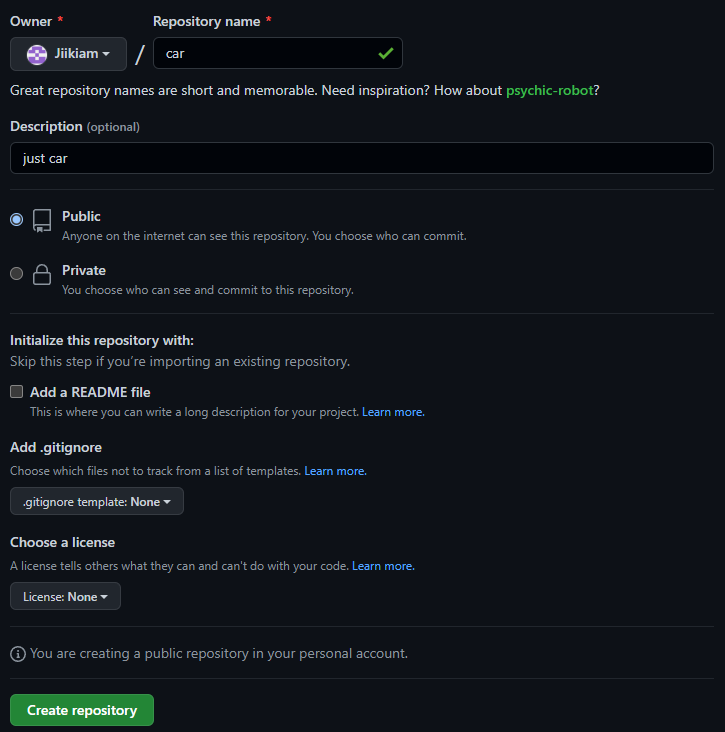 Owner * Repository name *
Jiikiam / car
Great repository names are short and memorable. Need inspiration? How about psychic-robot?
Description (optional)
just car
Public
Anyone on the internet can see this repository. You choose who can commit.
Private
You choose who can see and commit to this repository.
Initialize this repository with:
Skip this step if you’re importing an existing repository.
Add a README file
This is where you can write a long description for your project. Learn more.
Add .gitignore
Choose which files not to track from a list of templates. Learn more.
.gitignore template: None
Choose a license
A license tells others what they can and can't do with your code. Learn more.
License: None
You are creating a public repository in your personal account.
Create repository